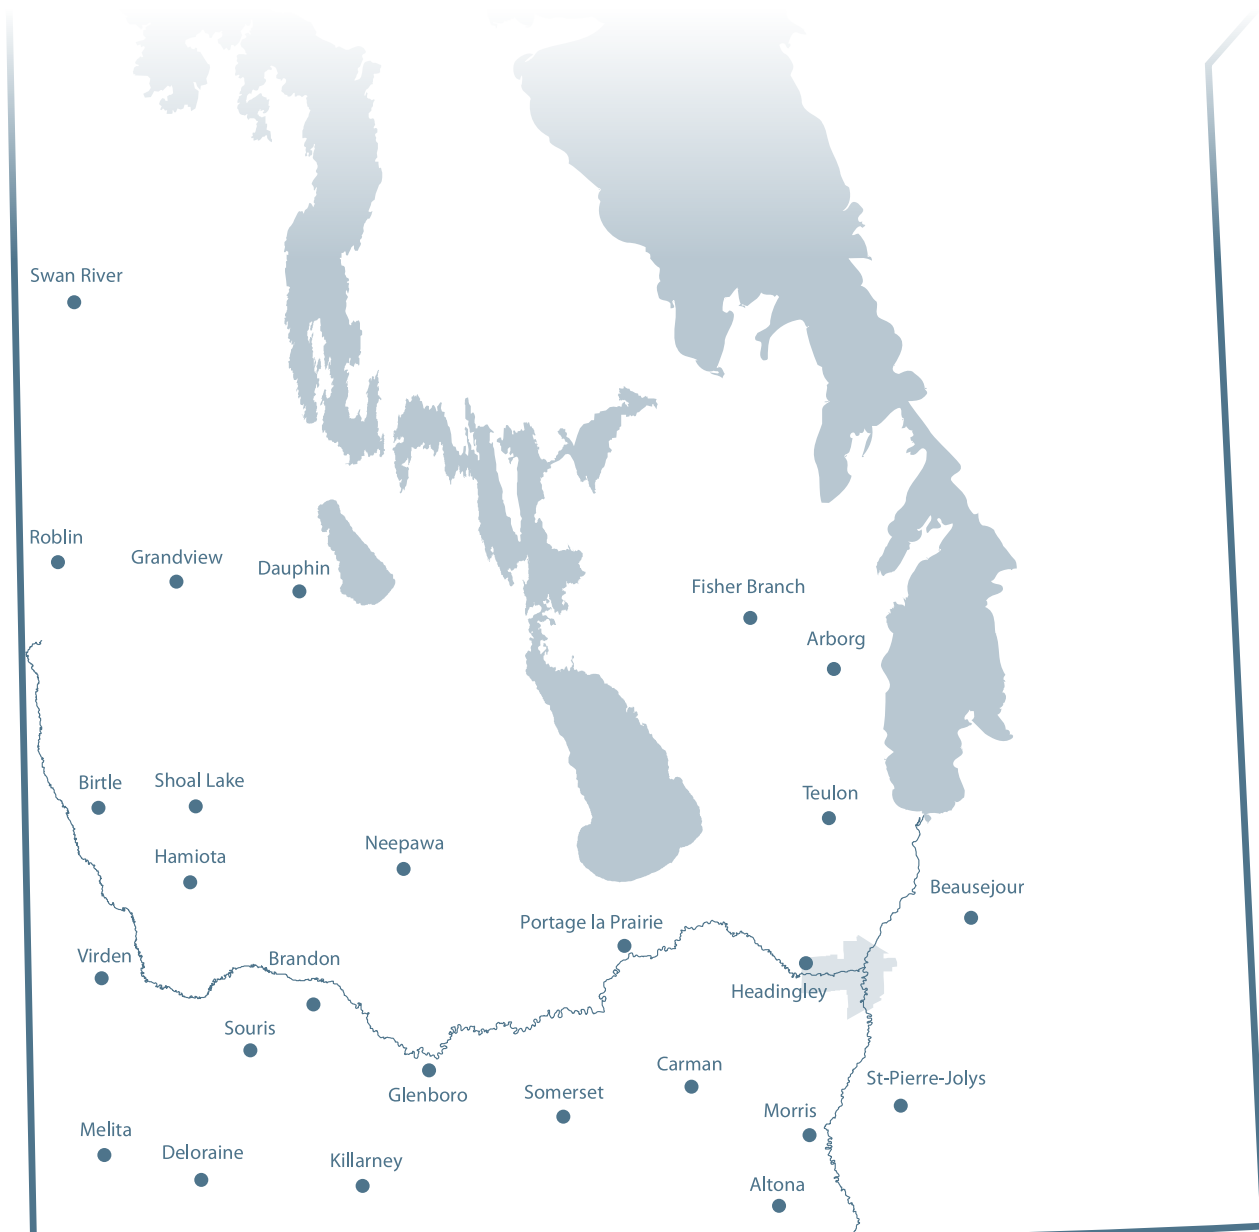 Swan River
Roblin
Grandview
Dauphin
Fisher Branch
Arborg
Birtle
Shoal Lake
Teulon
Hamiota
Neepawa
Beausejour
Portage la Prairie
Virden
Brandon
Headingley
Souris
Carman
St-Pierre-Jolys
Glenboro
Somerset
Morris
Melita
Deloraine
Killarney
Altona